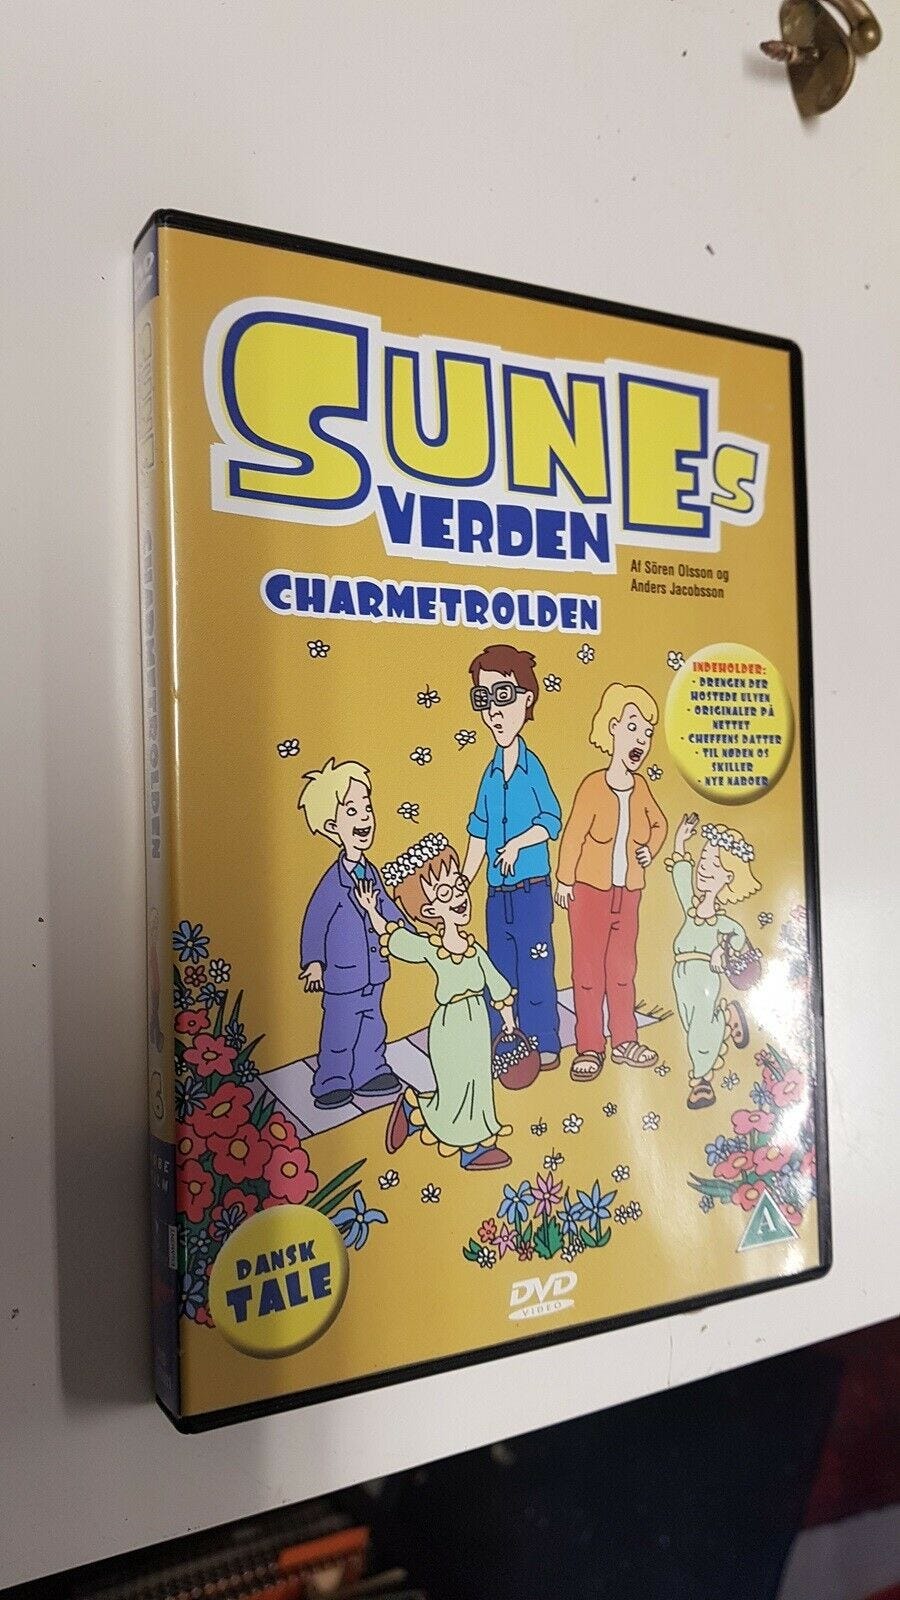 SUNEs
VERDEN
Af Sören Olsson og
Anders Jacobsson
CHARMETROLDEN
INDEHOLDER:
- DRENGEN DER
HOSTEDE ULVEN
- ORIGINALER PÅ
NETTET
- CHEFFENS DATTER
- TIL NØDEN OS
SKILLER
- NYE NABOER
A
DANSK
TALE
DVD
VIDEO
CHARMETROLDEN